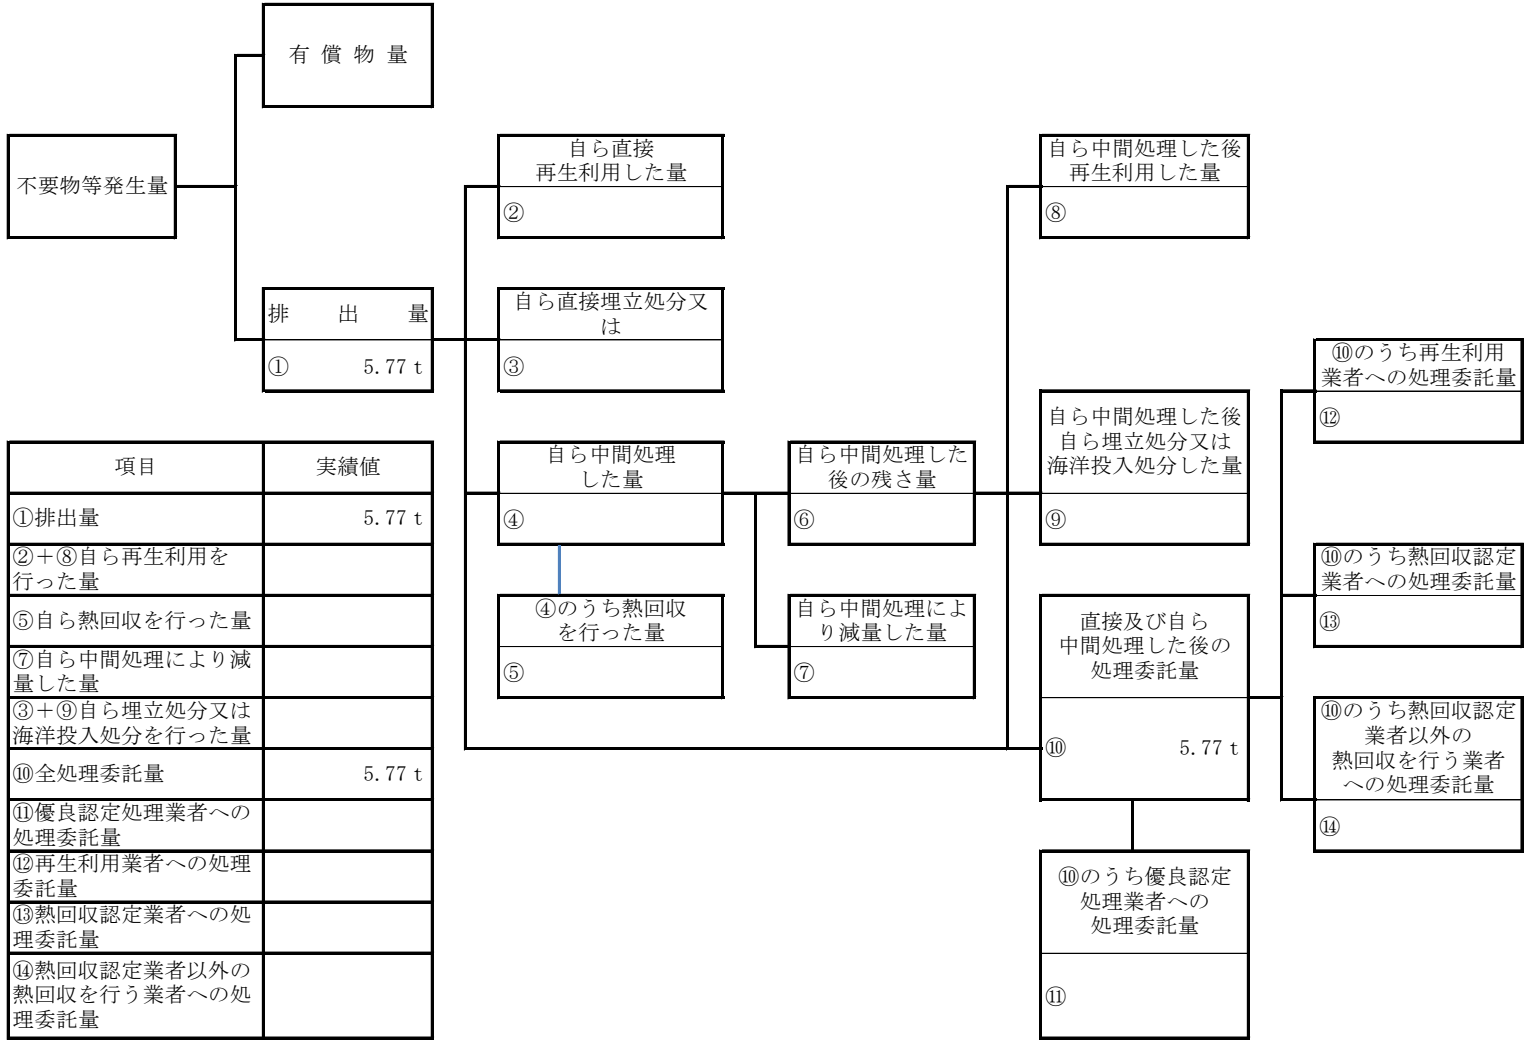 有 償 物 量
不要物等発生量
自ら直接
再生利用した量
②
自ら中間処理した後
再生利用した量
⑧
排 出 量
① 5.77 t
自ら直接埋立処分又
は
③
⑩のうち再生利用
業者への処理委託量
⑫
自ら中間処理
した量
④
自ら中間処理した
後の残さ量
⑥
自ら中間処理した後
自ら埋立処分又は
海洋投入処分した量
⑨
⑩のうち熱回収認定
業者への処理委託量
⑬
④のうち熱回収
を行った量
⑤
自ら中間処理によ
り減量した量
⑦
直接及び自ら
中間処理した後の
処理委託量
⑩ 5.77 t
⑩のうち熱回収認定
業者以外の
熱回収を行う業者
への処理委託量
⑭
⑩のうち優良認定
処理業者への
処理委託量
⑪
項目 実績値
①排出量 5.77 t
②+⑧自ら再生利用を
行った量
⑤自ら熱回収を行った量
⑦自ら中間処理により減
量した量
③+⑨自ら埋立処分又は
海洋投入処分を行った量
⑩全処理委託量 5.77 t
⑪優良認定処理業者への
処理委託量
⑫再生利用業者への処理
委託量
⑬熱回収認定業者への処
理委託量
⑭熱回収認定業者以外の
熱回収を行う業者への処
理委託量